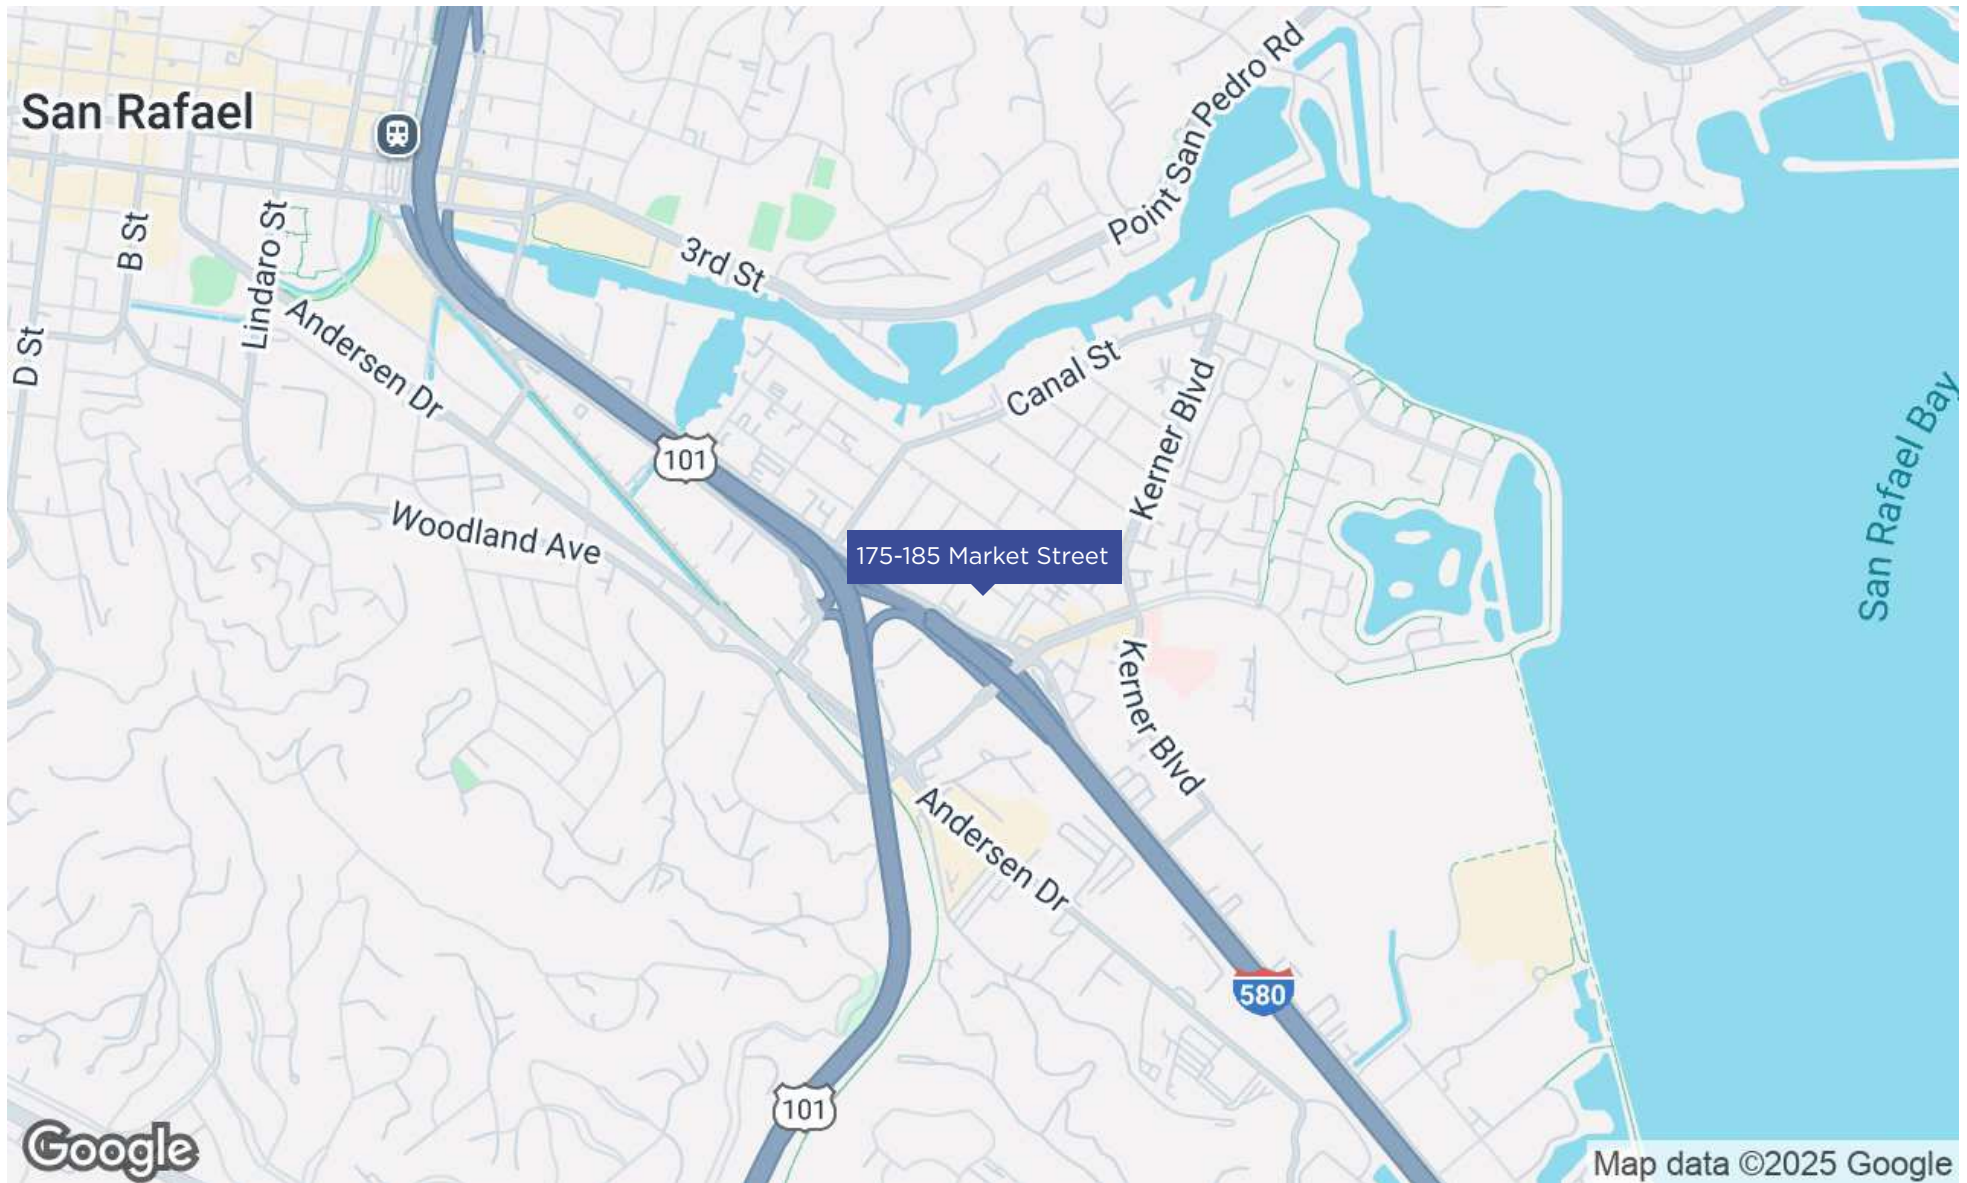 San Rafael
Point San Pedro Rd
3rd St
B St
Lindaro St
Andersen Dr
D St
Canal St
Kerner Blvd
San Rafael Bay
101
Woodland Ave
175-185 Market Street
Kerner Blvd
Andersen Dr
580
101
Google
Map data ©2025 Google